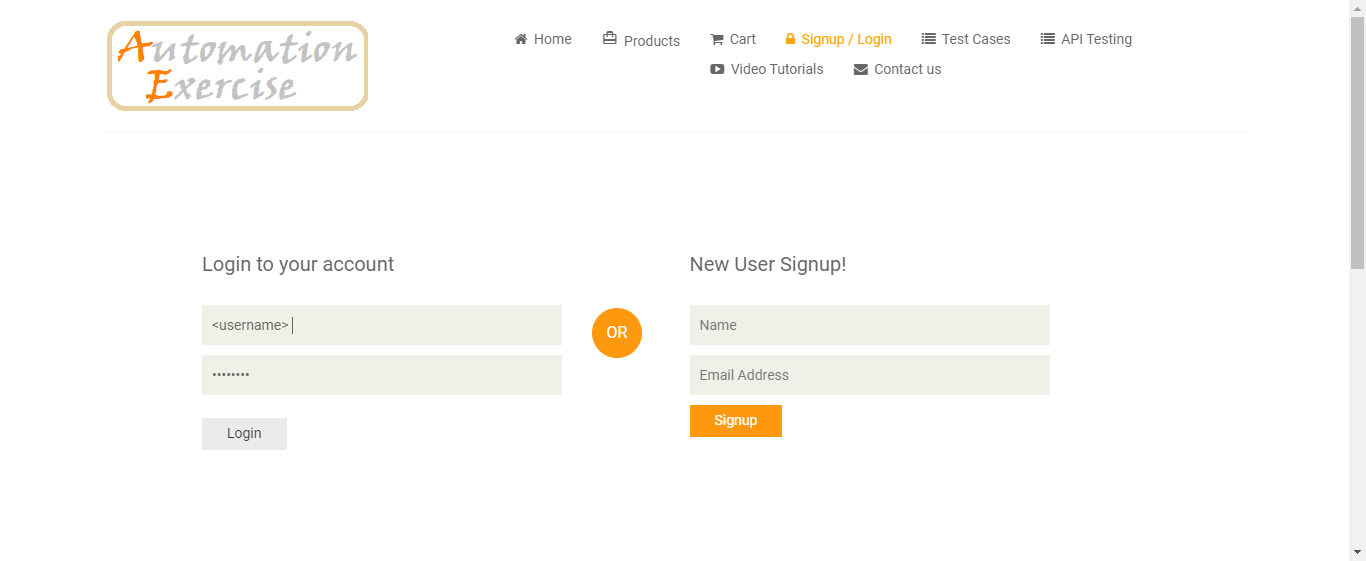 Automation
Exercise
Home Products Cart Signup / Login Test Cases API Testing
Video Tutorials Contact us
Login to your account
<username>
••••••••
Login
OR
New User Signup!
Name
Email Address
Signup